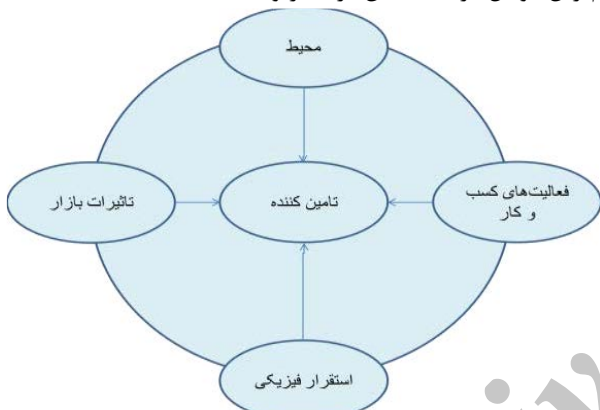 محیط
فعالیت‌های کسب
و کار
تامین کننده
تاثیرات بازار
استقرار فیزیکی